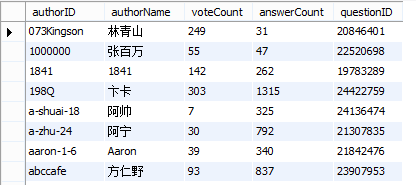 authorID authorName voteCount answerCount questionID
073Kingson 林青山 249 31 20846401
1000000 张百万 55 47 22520698
1841 1841 142 262 19783289
198Q 卞卡 303 1315 24422759
a-shuai-18 阿帅 7 325 24136474
a-zhu-24 阿宁 30 792 21307835
aaron-1-6 Aaron 39 340 21842476
abccafe 方仁野 93 837 23907953